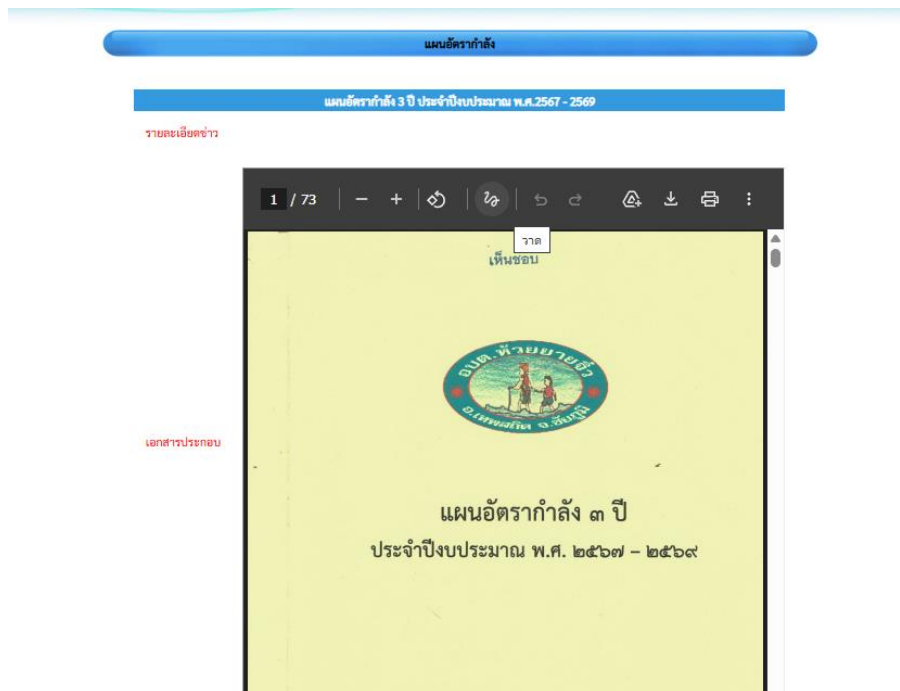 แผนอัตรากำลัง
แผนอัตรากำลัง 3 ปี ประจำปีงบประมาณ พ.ศ.2567 - 2569
รายละเอียดข่าว
1 / 73
วาด
เห็นชอบ
อบต.ห้วยยายจิ๋ว
อ.เทพสถิต จ.ชัยภูมิ
เอกสารประกอบ
แผนอัตรากำลัง ๓ ปี
ประจำปีงบประมาณ พ.ศ. ๒๕๖๗ – ๒๕๖๙